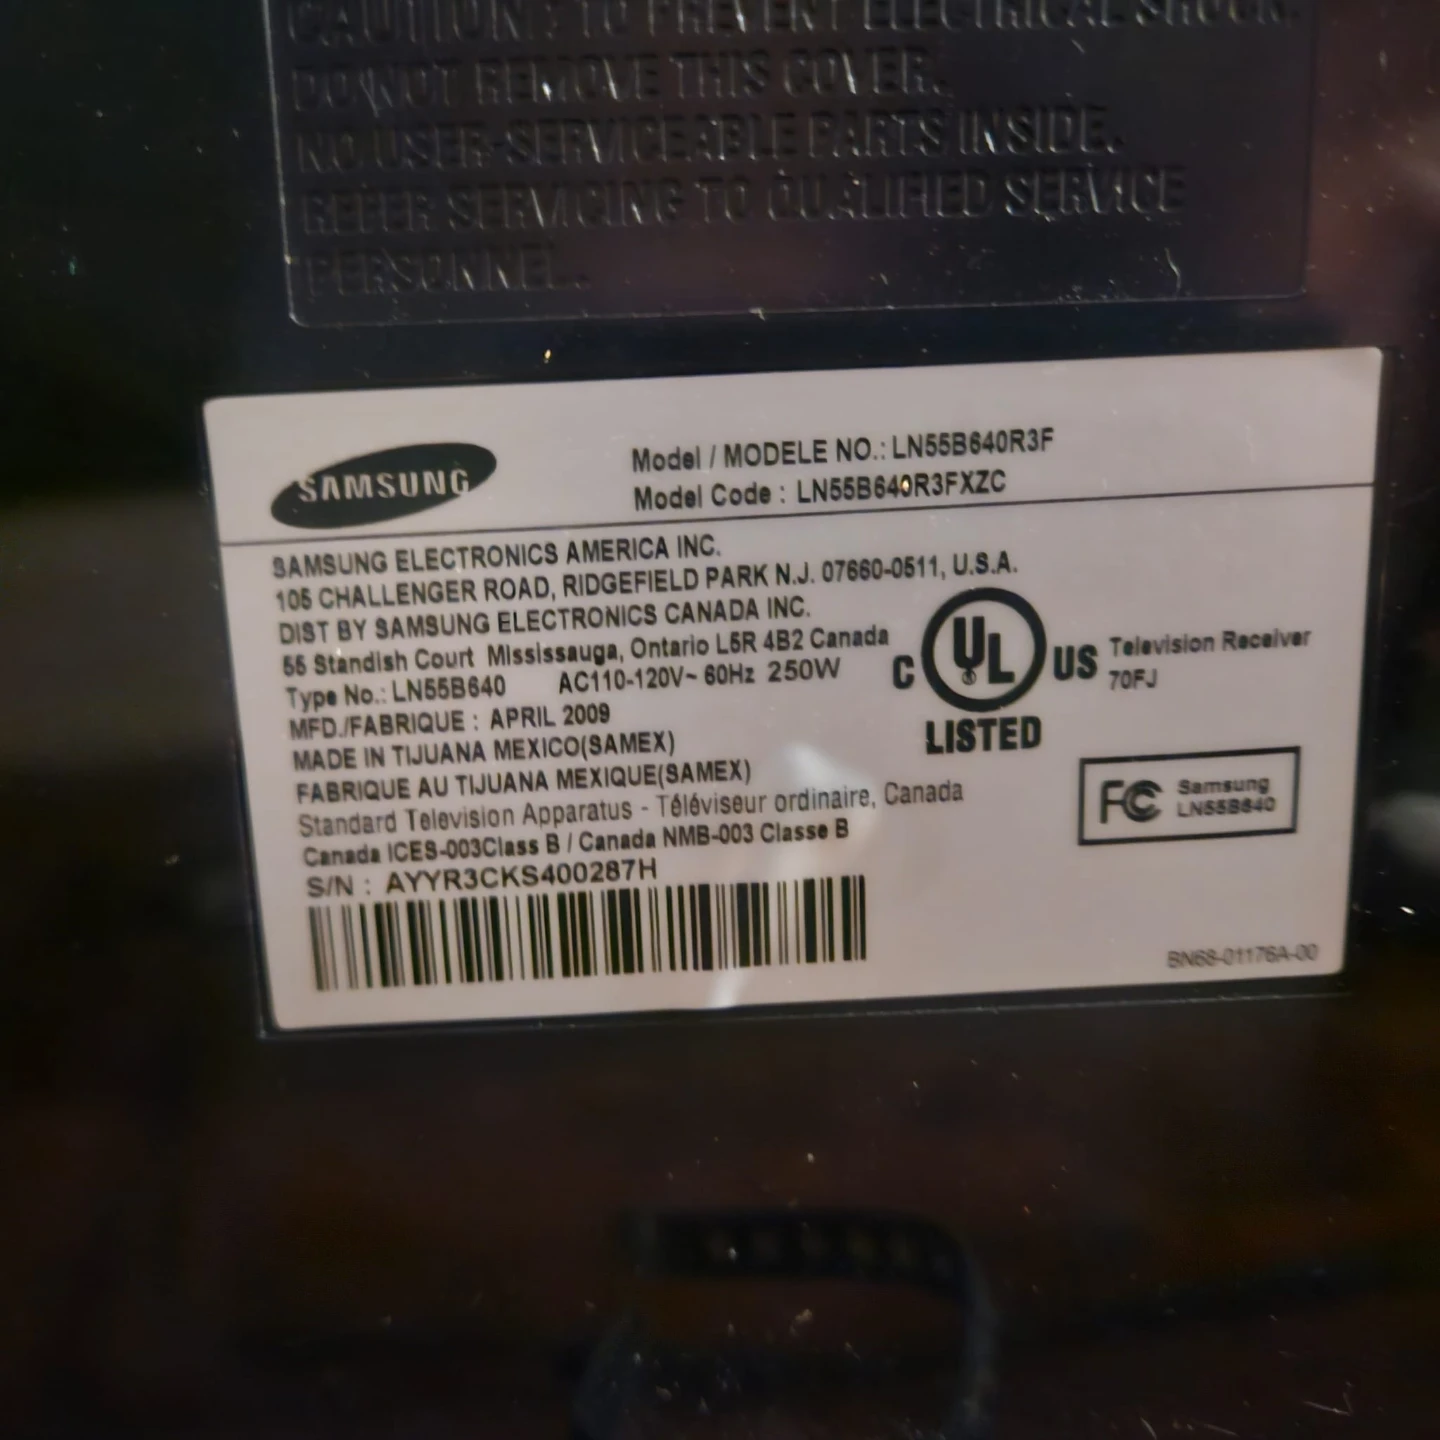 CAUTION : TO PREVENT ELECTRICAL SHOCK.
DO NOT REMOVE THIS COVER.
NO USER-SERVICEABLE PARTS INSIDE.
REFER SERVICING TO QUALIFIED SERVICE
PERSONNEL.
SAMSUNG
Model / MODELE NO.: LN55B640R3F
Model Code : LN55B640R3FXZC
SAMSUNG ELECTRONICS AMERICA INC.
105 CHALLENGER ROAD, RIDGEFIELD PARK N.J. 07660-0511, U.S.A.
DIST BY SAMSUNG ELECTRONICS CANADA INC.
55 Standish Court Mississauga, Ontario L5R 4B2 Canada
Type No.: LN55B640 AC110-120V~ 60Hz 250W
MFD./FABRIQUE : APRIL 2009
MADE IN TIJUANA MEXICO(SAMEX)
FABRIQUE AU TIJUANA MEXIQUE(SAMEX)
Standard Television Apparatus - Téléviseur ordinaire, Canada
Canada ICES-003Class B / Canada NMB-003 Classe B
S/N : AYYR3CKS400287H
C UL ® US
LISTED
Television Receiver
70FJ
FC Samsung
LN55B640
BN68-01176A-00